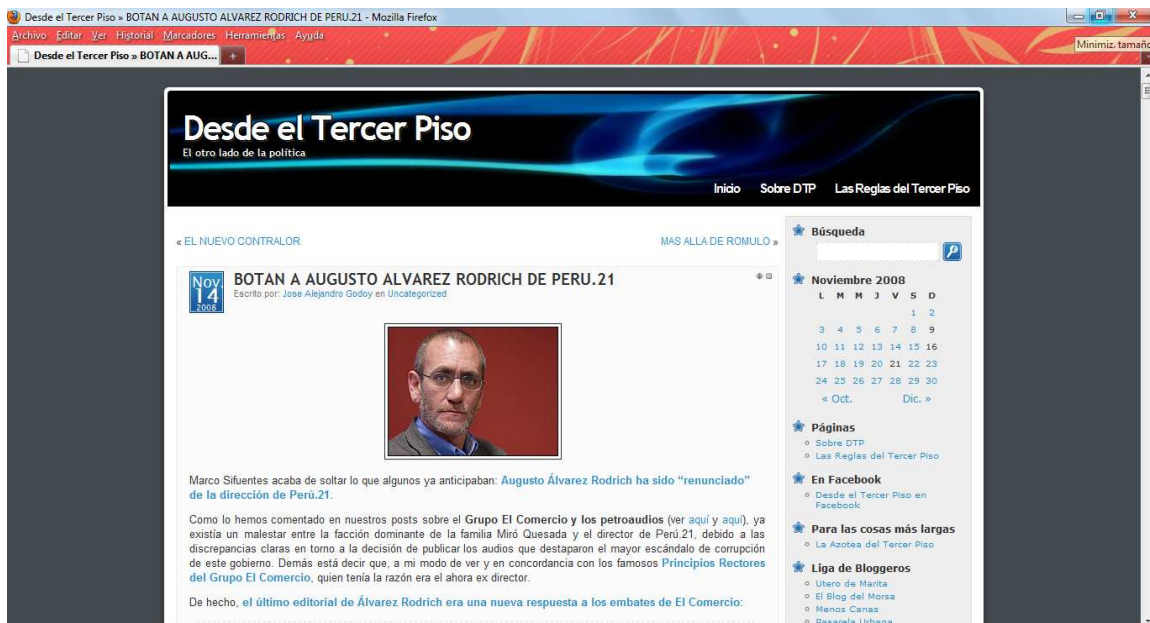 Desde el Tercer Piso » BOTAN A AUGUSTO ALVAREZ RODRICH DE PERU.21 - Mozilla Firefox
Archivo Editar Ver Historial Marcadores Herramientas Ayuda
Minimiz. tamaño
Desde el Tercer Piso » BOTAN A AUG... +
Desde el Tercer Piso
El otro lado de la política
Inicio Sobre DTP Las Reglas del Tercer Piso
« EL NUEVO CONTRALOR
MAS ALLA DE ROMULO »
Nov 14 2008
BOTAN A AUGUSTO ALVAREZ RODRICH DE PERU.21
Escrito por: Jose Alejandro Godoy en Uncategorized
Marco Sifuentes acaba de soltar lo que algunos ya anticipaban: Augusto Álvarez Rodrich ha sido “renunciado”
de la dirección de Perú.21.
Como lo hemos comentado en nuestros posts sobre el Grupo El Comercio y los petroaudios (ver aquí y aquí), ya
existía un malestar entre la facción dominante de la familia Miró Quesada y el director de Perú.21, debido a las
discrepancias claras en torno a la decisión de publicar los audios que destaparon el mayor escándalo de corrupción
de este gobierno. Demás está decir que, a mi modo de ver y en concordancia con los famosos Principios Rectores
del Grupo El Comercio, quien tenía la razón era el ahora ex director.
De hecho, el último editorial de Álvarez Rodrich era una nueva respuesta a los embates de El Comercio:
Búsqueda
Noviembre 2008
L M M J V S D
1 2
3 4 5 6 7 8 9
10 11 12 13 14 15 16
17 18 19 20 21 22 23
24 25 26 27 28 29 30
« Oct. Dic. »
Páginas
Sobre DTP
Las Reglas del Tercer Piso
En Facebook
Desde el Tercer Piso en
Facebook
Para las cosas más largas
La Azotea del Tercer Piso
Liga de Bloggeros
Utero de Marita
El Blog del Morsa
Menos Canas
Pasarela Urbana